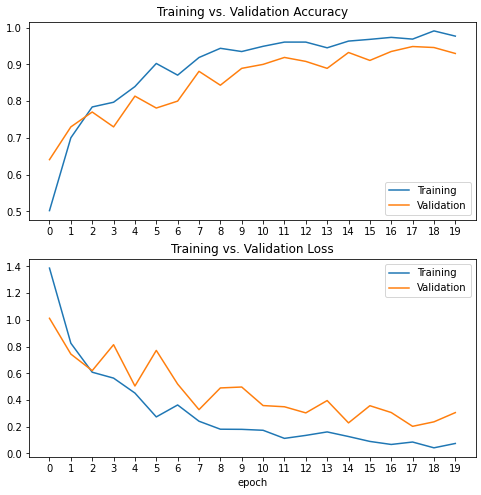 Training vs. Validation Accuracy
1.0
0.9
0.8
0.7
0.6
0.5
Training
Validation
0 1 2 3 4 5 6 7 8 9 10 11 12 13 14 15 16 17 18 19
Training vs. Validation Loss
1.4
1.2
1.0
0.8
0.6
0.4
0.2
0.0
Training
Validation
0 1 2 3 4 5 6 7 8 9 10 11 12 13 14 15 16 17 18 19
epoch